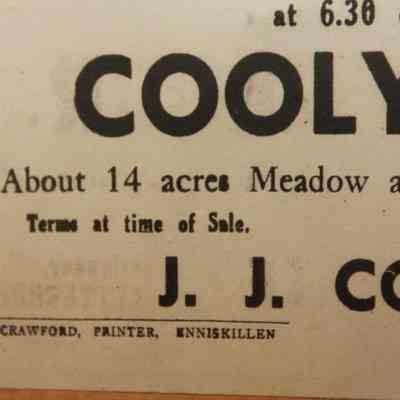 at 6.30
COOLY
About 14 acres Meadow a
Terms at time of Sale.
J. J. CO
CRAWFORD, PRINTER, ENNISKILLEN